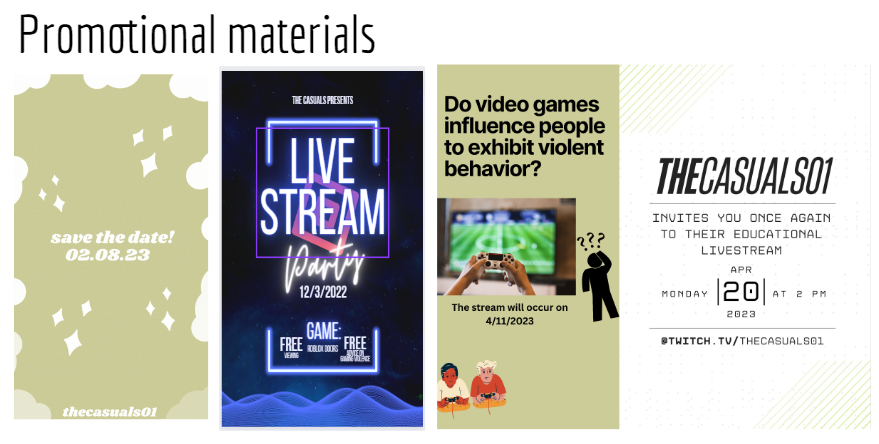 Promotional materials
save the date!
02.08.23
thecasuals01
THE CASUALS PRESENTS
LIVE
STREAM
Party
12/3/2022
GAME:
ROBLOX DOORS
FREE
VIEWING
FREE
ADVICE ON
GAMING VIOLENCE
Do video games
influence people
to exhibit violent
behavior?
???
The stream will occur on
4/11/2023
THECASUALS01
INVITES YOU ONCE AGAIN
TO THEIR EDUCATIONAL
LIVESTREAM
APR
MONDAY 20 AT 2 PM
2023
@TWITCH.TV/THECASUALS01